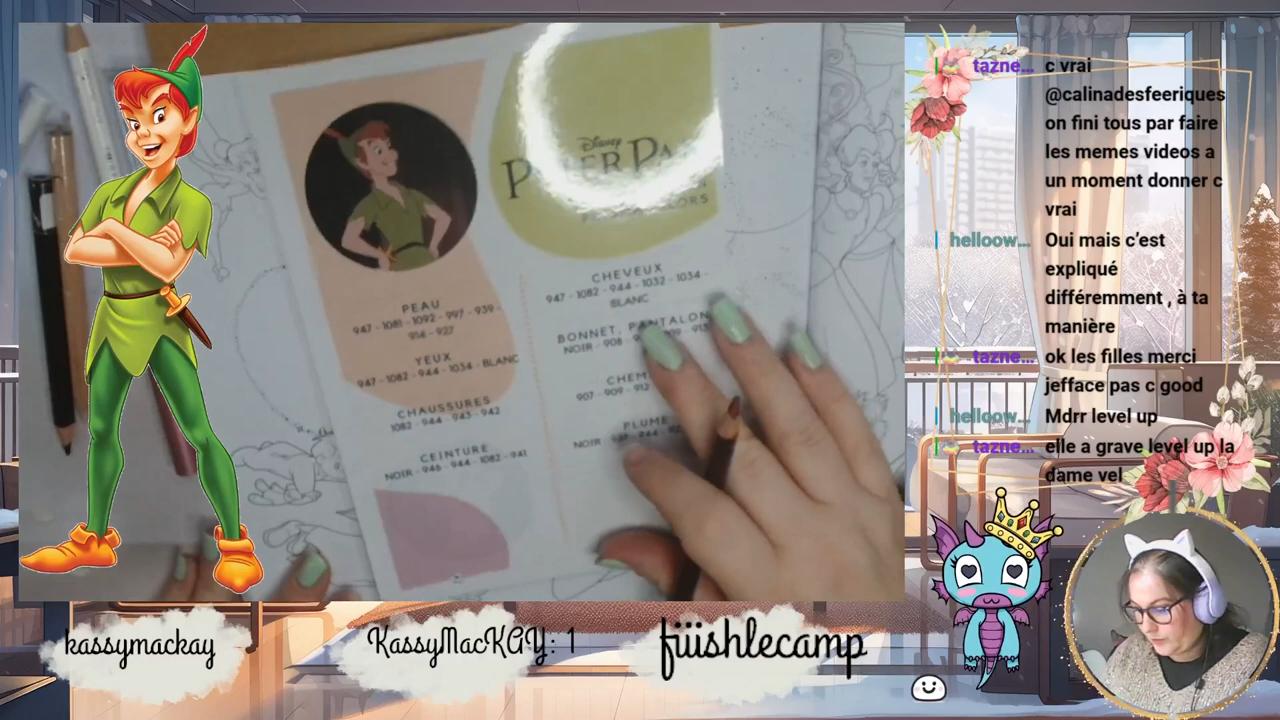 Disney
PEAU
947 - 1081 - 1092 - 997 - 939 -
914 - 927
YEUX
947 - 1082 - 944 - 1034 - BLANC
CHAUSSURES
1082 - 944 - 943 - 942
CEINTURE
NOIR - 946 - 944 - 1082 - 941
CHEVEUX
947 - 1082 - 944 - 1032 - 1034 -
BLANC
BONNET, PANTALON
NOIR - 908 -
907 - 909 - 912
PLUME
NOIR
tazne... c vrai
@calinadesfeeriques
on fini tous par faire
les memes videos a
un moment donner c
vrai
helloow... Oui mais c’est
expliqué
différemment , à ta
manière
tazne... ok les filles merci
jefface pas c good
helloow... Mdrr level up
tazne... elle a grave level up la
dame vel
kassymackay
KassyMacKAY: 1
füishlecamp